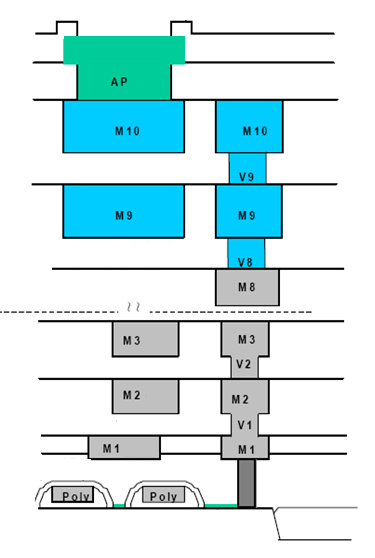 AP
M10 M10
V9
M9 M9
V8
M8
M3 M3
V2
M2 M2
V1
M1 M1
Poly Poly